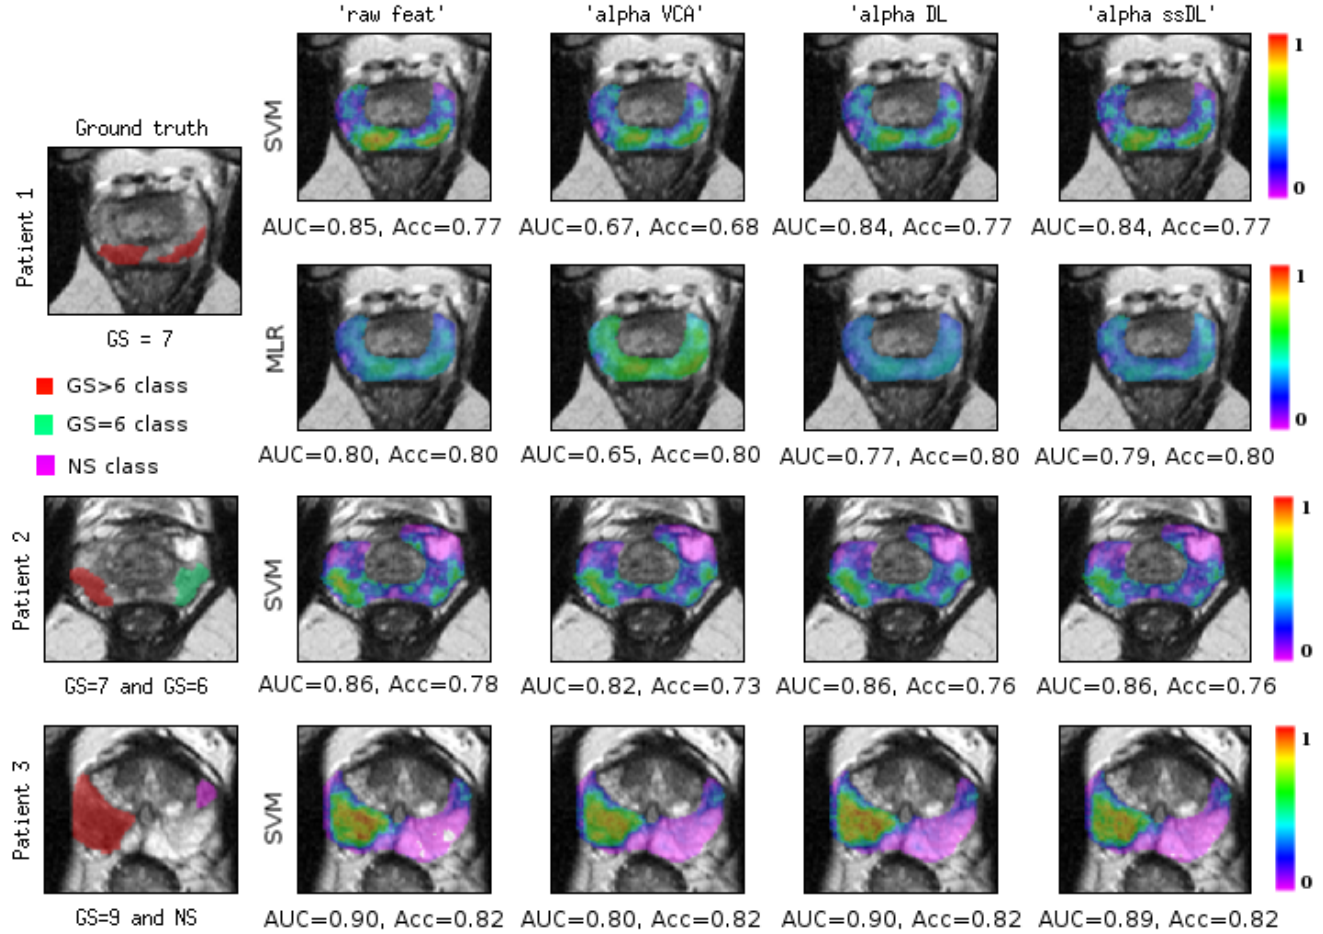 'raw feat' 'alpha VCA' 'alpha DL 'alpha ssDL'
1
SVM
Ground truth
0
Patient 1
AUC=0.85, Acc=0.77 AUC=0.67, Acc=0.68 AUC=0.84, Acc=0.77 AUC=0.84, Acc=0.77
1
MLR
GS = 7
GS>6 class
GS=6 class
0
NS class
AUC=0.80, Acc=0.80 AUC=0.65, Acc=0.80 AUC=0.77, Acc=0.80 AUC=0.79, Acc=0.80
1
Patient 2
SVM
0
GS=7 and GS=6
AUC=0.86, Acc=0.78 AUC=0.82, Acc=0.73 AUC=0.86, Acc=0.76 AUC=0.86, Acc=0.76
1
Patient 3
SVM
0
GS=9 and NS
AUC=0.90, Acc=0.82 AUC=0.80, Acc=0.82 AUC=0.90, Acc=0.82 AUC=0.89, Acc=0.82